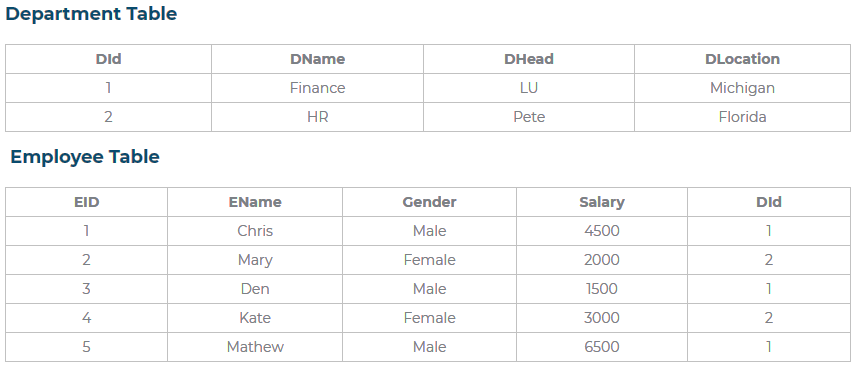 Department Table
DId DName DHead DLocation
1 Finance LU Michigan
2 HR Pete Florida
Employee Table
EID EName Gender Salary DId
1 Chris Male 4500 1
2 Mary Female 2000 2
3 Den Male 1500 1
4 Kate Female 3000 2
5 Mathew Male 6500 1